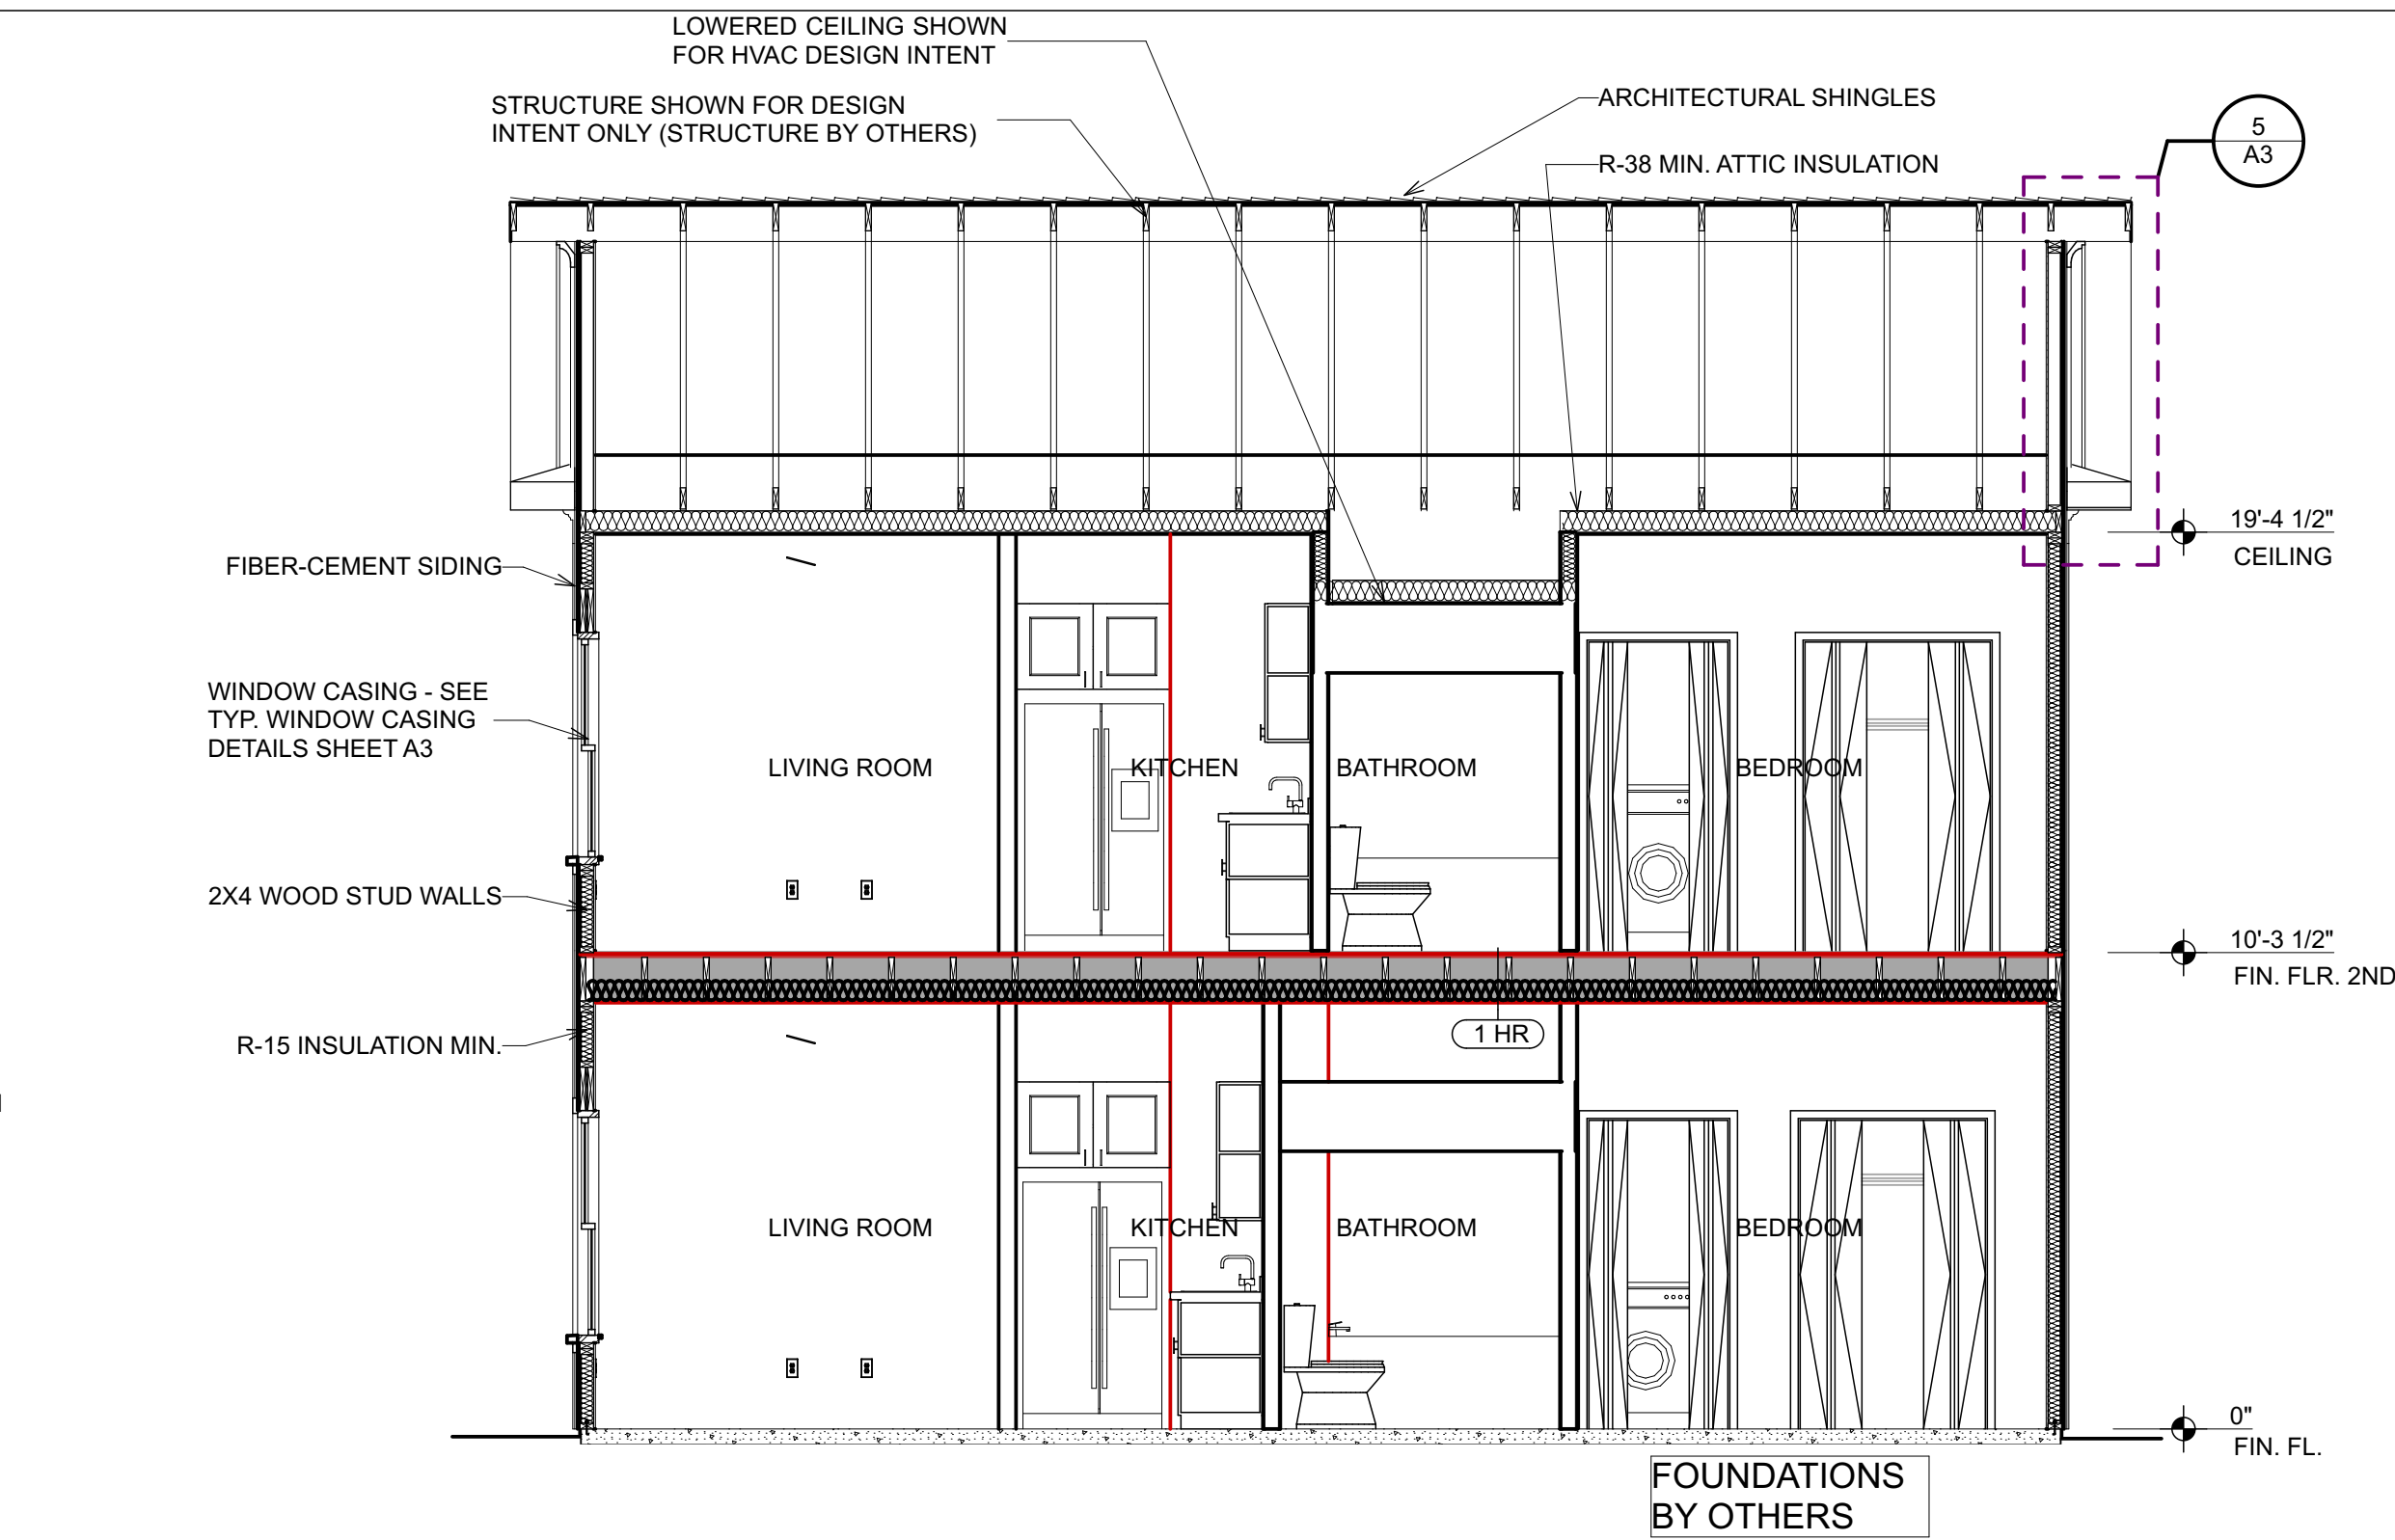 LOWERED CEILING SHOWN
FOR HVAC DESIGN INTENT
STRUCTURE SHOWN FOR DESIGN
INTENT ONLY (STRUCTURE BY OTHERS)
ARCHITECTURAL SHINGLES
R-38 MIN. ATTIC INSULATION
5
A3
19'-4 1/2"
CEILING
FIBER-CEMENT SIDING
WINDOW CASING - SEE
TYP. WINDOW CASING
DETAILS SHEET A3
LIVING ROOM
KITCHEN
BATHROOM
BEDROOM
2X4 WOOD STUD WALLS
10'-3 1/2"
FIN. FLR. 2ND
R-15 INSULATION MIN.
1 HR
LIVING ROOM
KITCHEN
BATHROOM
BEDROOM
0"
FIN. FL.
FOUNDATIONS
BY OTHERS